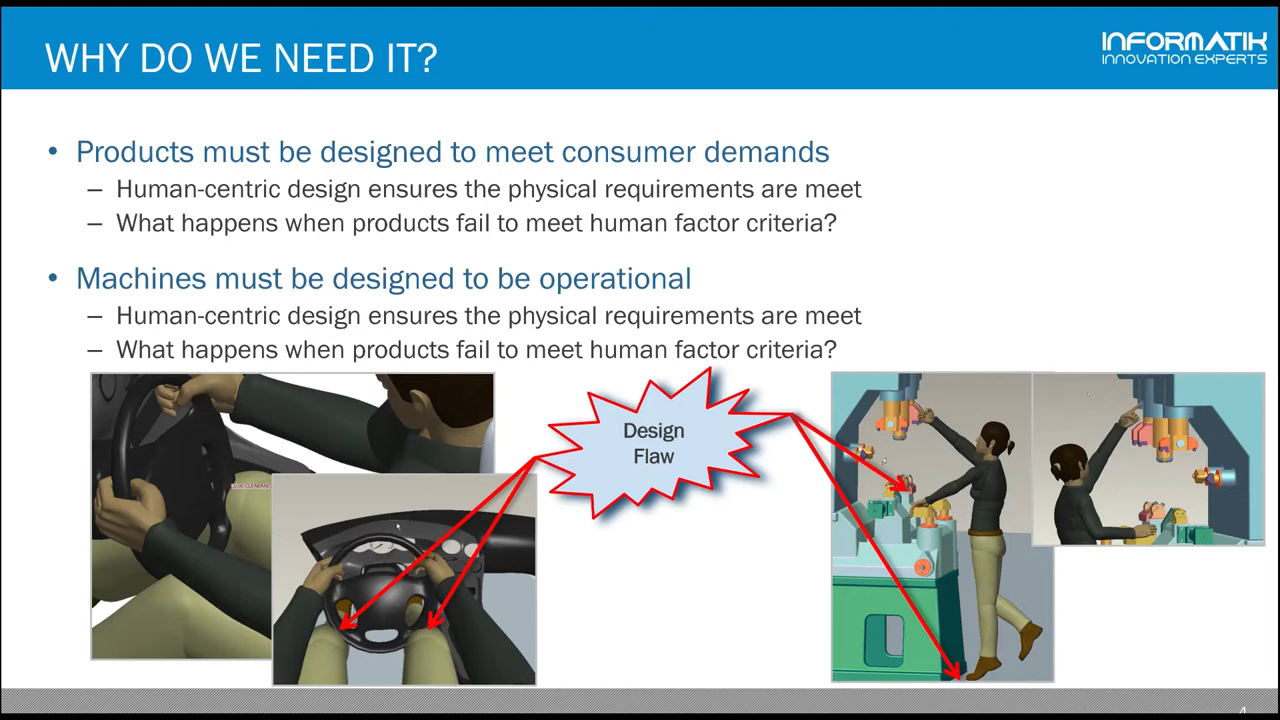 WHY DO WE NEED IT?
INFORMATIK
INNOVATION EXPERTS
• Products must be designed to meet consumer demands
– Human-centric design ensures the physical requirements are meet
– What happens when products fail to meet human factor criteria?
• Machines must be designed to be operational
– Human-centric design ensures the physical requirements are meet
– What happens when products fail to meet human factor criteria?
Design
Flaw
CLEARANCE
4